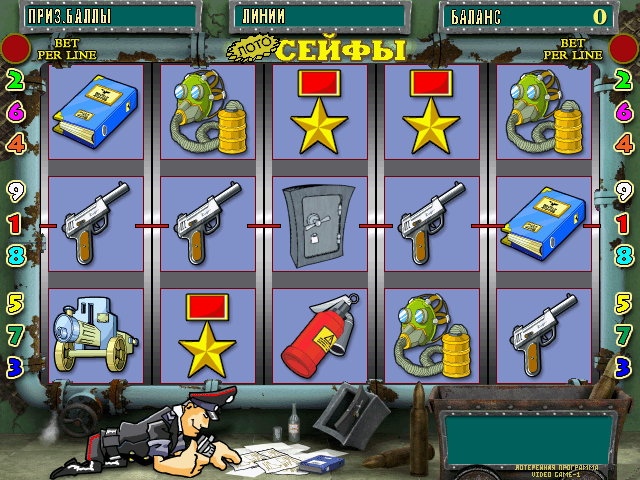 ПРИЗ.БАЛЛЫ
ЛИНИИ
БАЛАНС 0
BET
PER LINE
ЛОТО СЕЙФЫ
BET
PER LINE
2 2
6 6
4 4
9 9
1 1
8 8
5 5
7 7
3 3
ЛОТЕРЕЙНАЯ ПРОГРАММА
VIDEO GAME-1